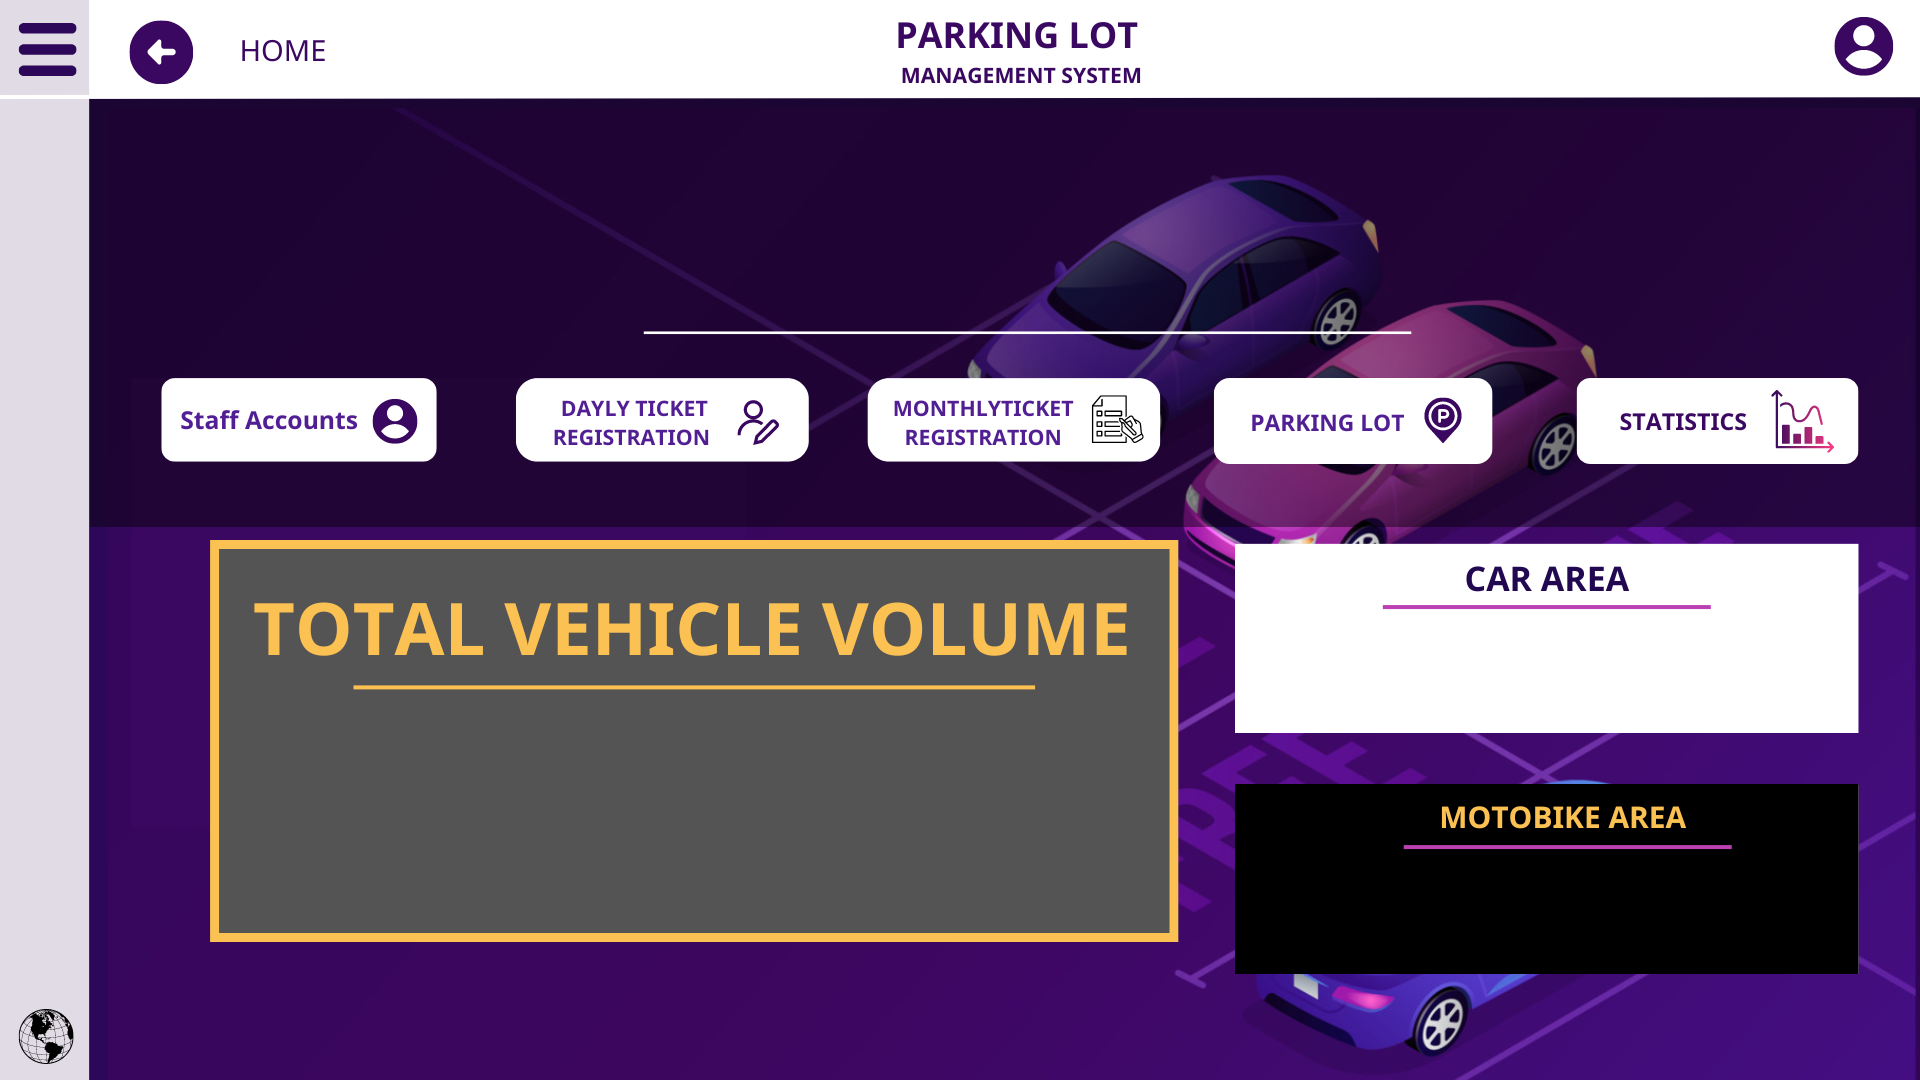 HOME
PARKING LOT
MANAGEMENT SYSTEM
Staff Accounts
DAYLY TICKET
REGISTRATION
MONTHLYTICKET
REGISTRATION
PARKING LOT
P
STATISTICS
TOTAL VEHICLE VOLUME
CAR AREA
MOTOBIKE AREA